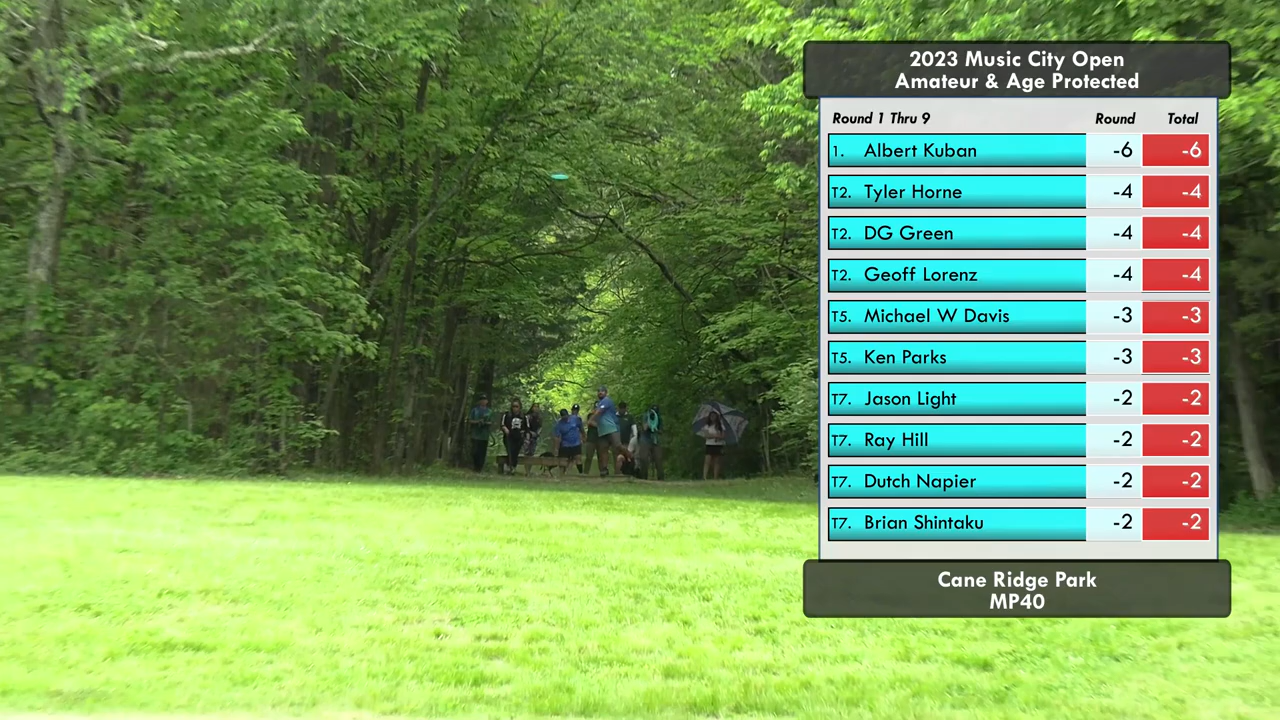 2023 Music City Open
Amateur & Age Protected
Round 1 Thru 9 Round Total
1. Albert Kuban -6 -6
T2. Tyler Horne -4 -4
T2. DG Green -4 -4
T2. Geoff Lorenz -4 -4
T5. Michael W Davis -3 -3
T5. Ken Parks -3 -3
T7. Jason Light -2 -2
T7. Ray Hill -2 -2
T7. Dutch Napier -2 -2
T7. Brian Shintaku -2 -2
Cane Ridge Park
MP40